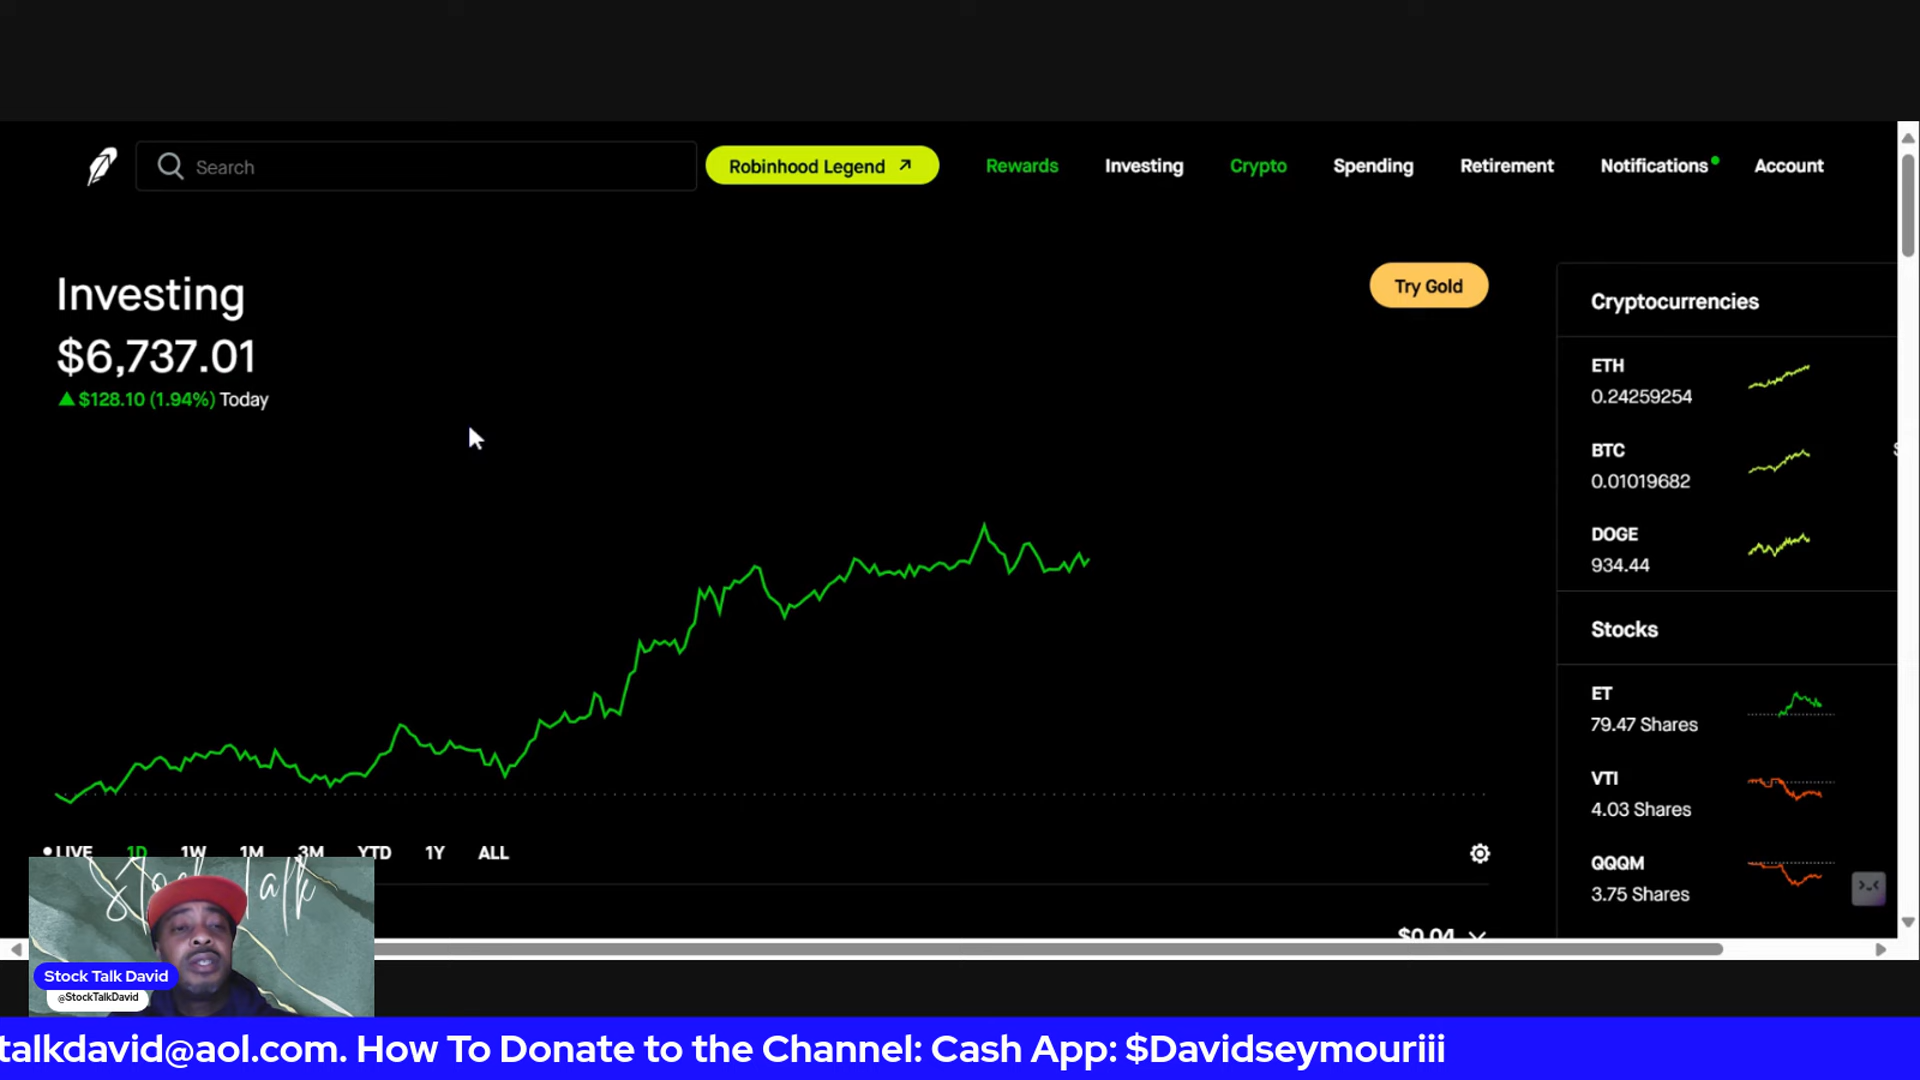 Search
Robinhood Legend
Rewards
Investing
Crypto
Spending
Retirement
Notifications
Account
Investing
$6,737.01
$128.10 (1.94%) Today
Try Gold
LIVE
1D
1W
1M
3M
YTD
1Y
ALL
$0.04
Cryptocurrencies
ETH
0.24259254
BTC
0.01019682
DOGE
934.44
Stocks
ET
79.47 Shares
VTI
4.03 Shares
QQQM
3.75 Shares
Stock Talk
Stock Talk David
@StockTalkDavid
talkdavid@aol.com. How To Donate to the Channel: Cash App: $Davidseymouriii